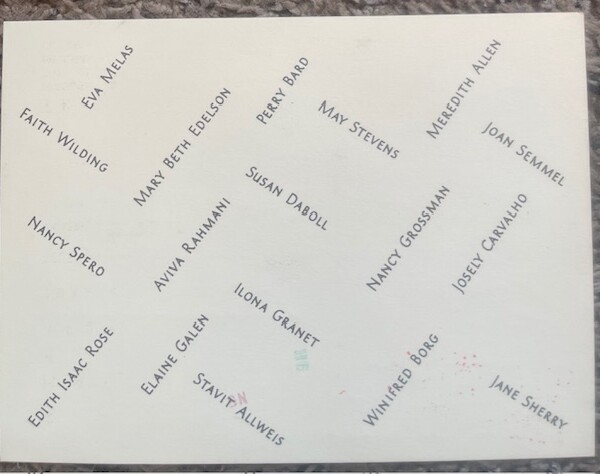 Eva Melas
Faith Wilding
Mary Beth Edelson
Perry Bard
May Stevens
Meredith Allen
Joan Semmel
Susan Daboll
Nancy Spero
Aviva Rahmani
Nancy Grossman
Josely Carvalho
Ilona Granet
Edith Isaac Rose
Elaine Galen
Stavit Allweis
Winifred Borg
Jane Sherry